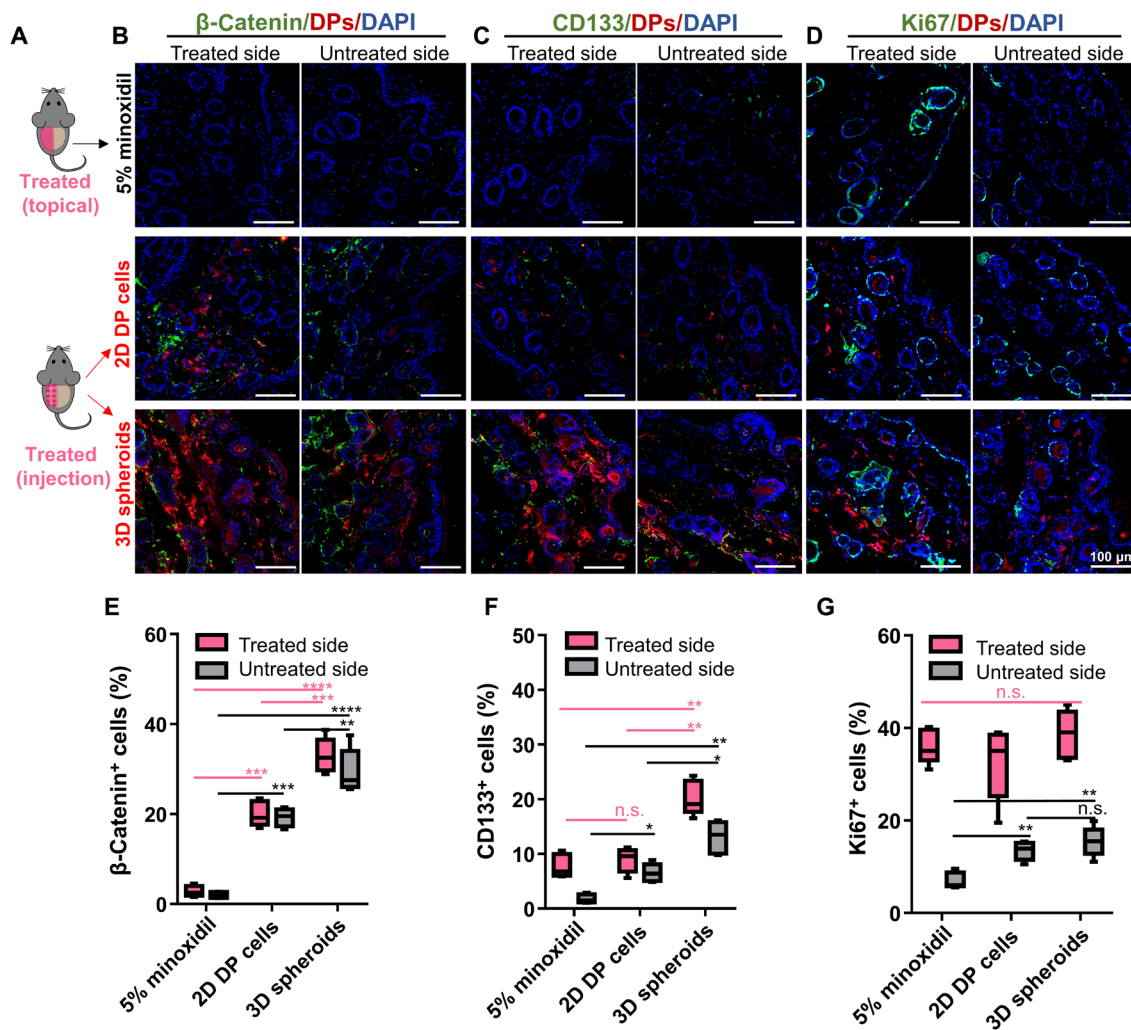 A
B
β-Catenin/DPs/DAPI
Treated side
Untreated side
C
CD133/DPs/DAPI
Treated side
Untreated side
D
Ki67/DPs/DAPI
Treated side
Untreated side
5% minoxidil
Treated
(topical)
2D DP cells
Treated
(injection)
3D spheroids
100 μm
E
β-Catenin⁺ cells (%)
60
40
20
0
Treated side
Untreated side
****
***
****
**
***
***
5% minoxidil
2D DP cells
3D spheroids
F
CD133⁺ cells (%)
50
40
30
20
10
0
Treated side
Untreated side
**
**
**
*
n.s.
*
5% minoxidil
2D DP cells
3D spheroids
G
Ki67⁺ cells (%)
60
40
20
0
Treated side
Untreated side
n.s.
**
n.s.
**
5% minoxidil
2D DP cells
3D spheroids